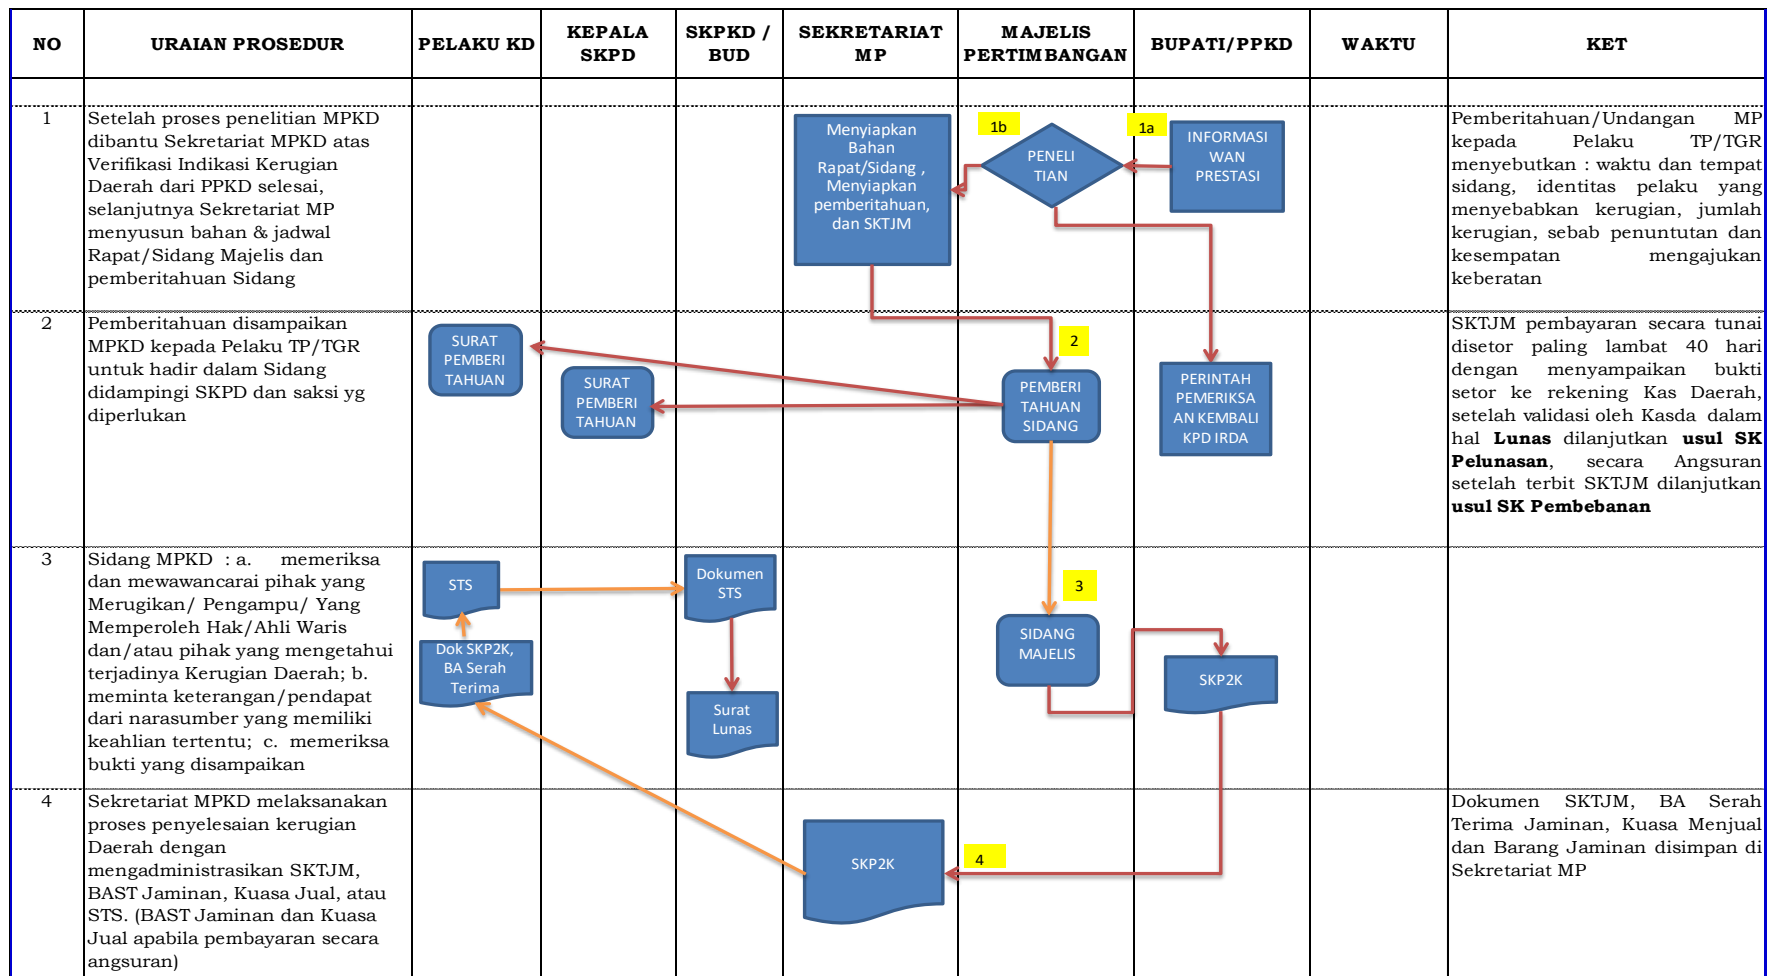 NO
URAIAN PROSEDUR
PELAKU KD
KEPALA
SKPD
SKPKD /
BUD
SEKRETARIAT
MP
MAJELIS
PERTIMBANGAN
BUPATI/PPKD
WAKTU
KET
1
Setelah proses penelitian MPKD
dibantu Sekretariat MPKD atas
Verifikasi Indikasi Kerugian
Daerah dari PPKD selesai,
selanjutnya Sekretariat MP
menyusun bahan & jadwal
Rapat/Sidang Majelis dan
pemberitahuan Sidang
Menyiapkan
Bahan
Rapat/Sidang ,
Menyiapkan
pemberitahuan,
dan SKTJM
1b
PENELI
TIAN
1a
INFORMASI
WAN
PRESTASI
Pemberitahuan/Undangan MP
kepada Pelaku TP/TGR
menyebutkan : waktu dan tempat
sidang, identitas pelaku yang
menyebabkan kerugian, jumlah
kerugian, sebab penuntutan dan
kesempatan mengajukan
keberatan
2
Pemberitahuan disampaikan
MPKD kepada Pelaku TP/TGR
untuk hadir dalam Sidang
didampingi SKPD dan saksi yg
diperlukan
SURAT
PEMBERI
TAHUAN
SURAT
PEMBERI
TAHUAN
2
PEMBERI
TAHUAN
SIDANG
PERINTAH
PEMERIKSA
AN KEMBALI
KPD IRDA
SKTJM pembayaran secara tunai
disetor paling lambat 40 hari
dengan menyampaikan bukti
setor ke rekening Kas Daerah,
setelah validasi oleh Kasda dalam
hal Lunas dilanjutkan usul SK
Pelunasan, secara Angsuran
setelah terbit SKTJM dilanjutkan
usul SK Pembebanan
3
Sidang MPKD : a. memeriksa
dan mewawancarai pihak yang
Merugikan/ Pengampu/ Yang
Memperoleh Hak/Ahli Waris
dan/atau pihak yang mengetahui
terjadinya Kerugian Daerah; b.
meminta keterangan/pendapat
dari narasumber yang memiliki
keahlian tertentu; c. memeriksa
bukti yang disampaikan
STS
Dok SKP2K,
BA Serah
Terima
Dokumen
STS
Surat
Lunas
3
SIDANG
MAJELIS
SKP2K
4
Sekretariat MPKD melaksanakan
proses penyelesaian kerugian
Daerah dengan
mengadministrasikan SKTJM,
BAST Jaminan, Kuasa Jual, atau
STS. (BAST Jaminan dan Kuasa
Jual apabila pembayaran secara
angsuran)
SKP2K
4
Dokumen SKTJM, BA Serah
Terima Jaminan, Kuasa Menjual
dan Barang Jaminan disimpan di
Sekretariat MP